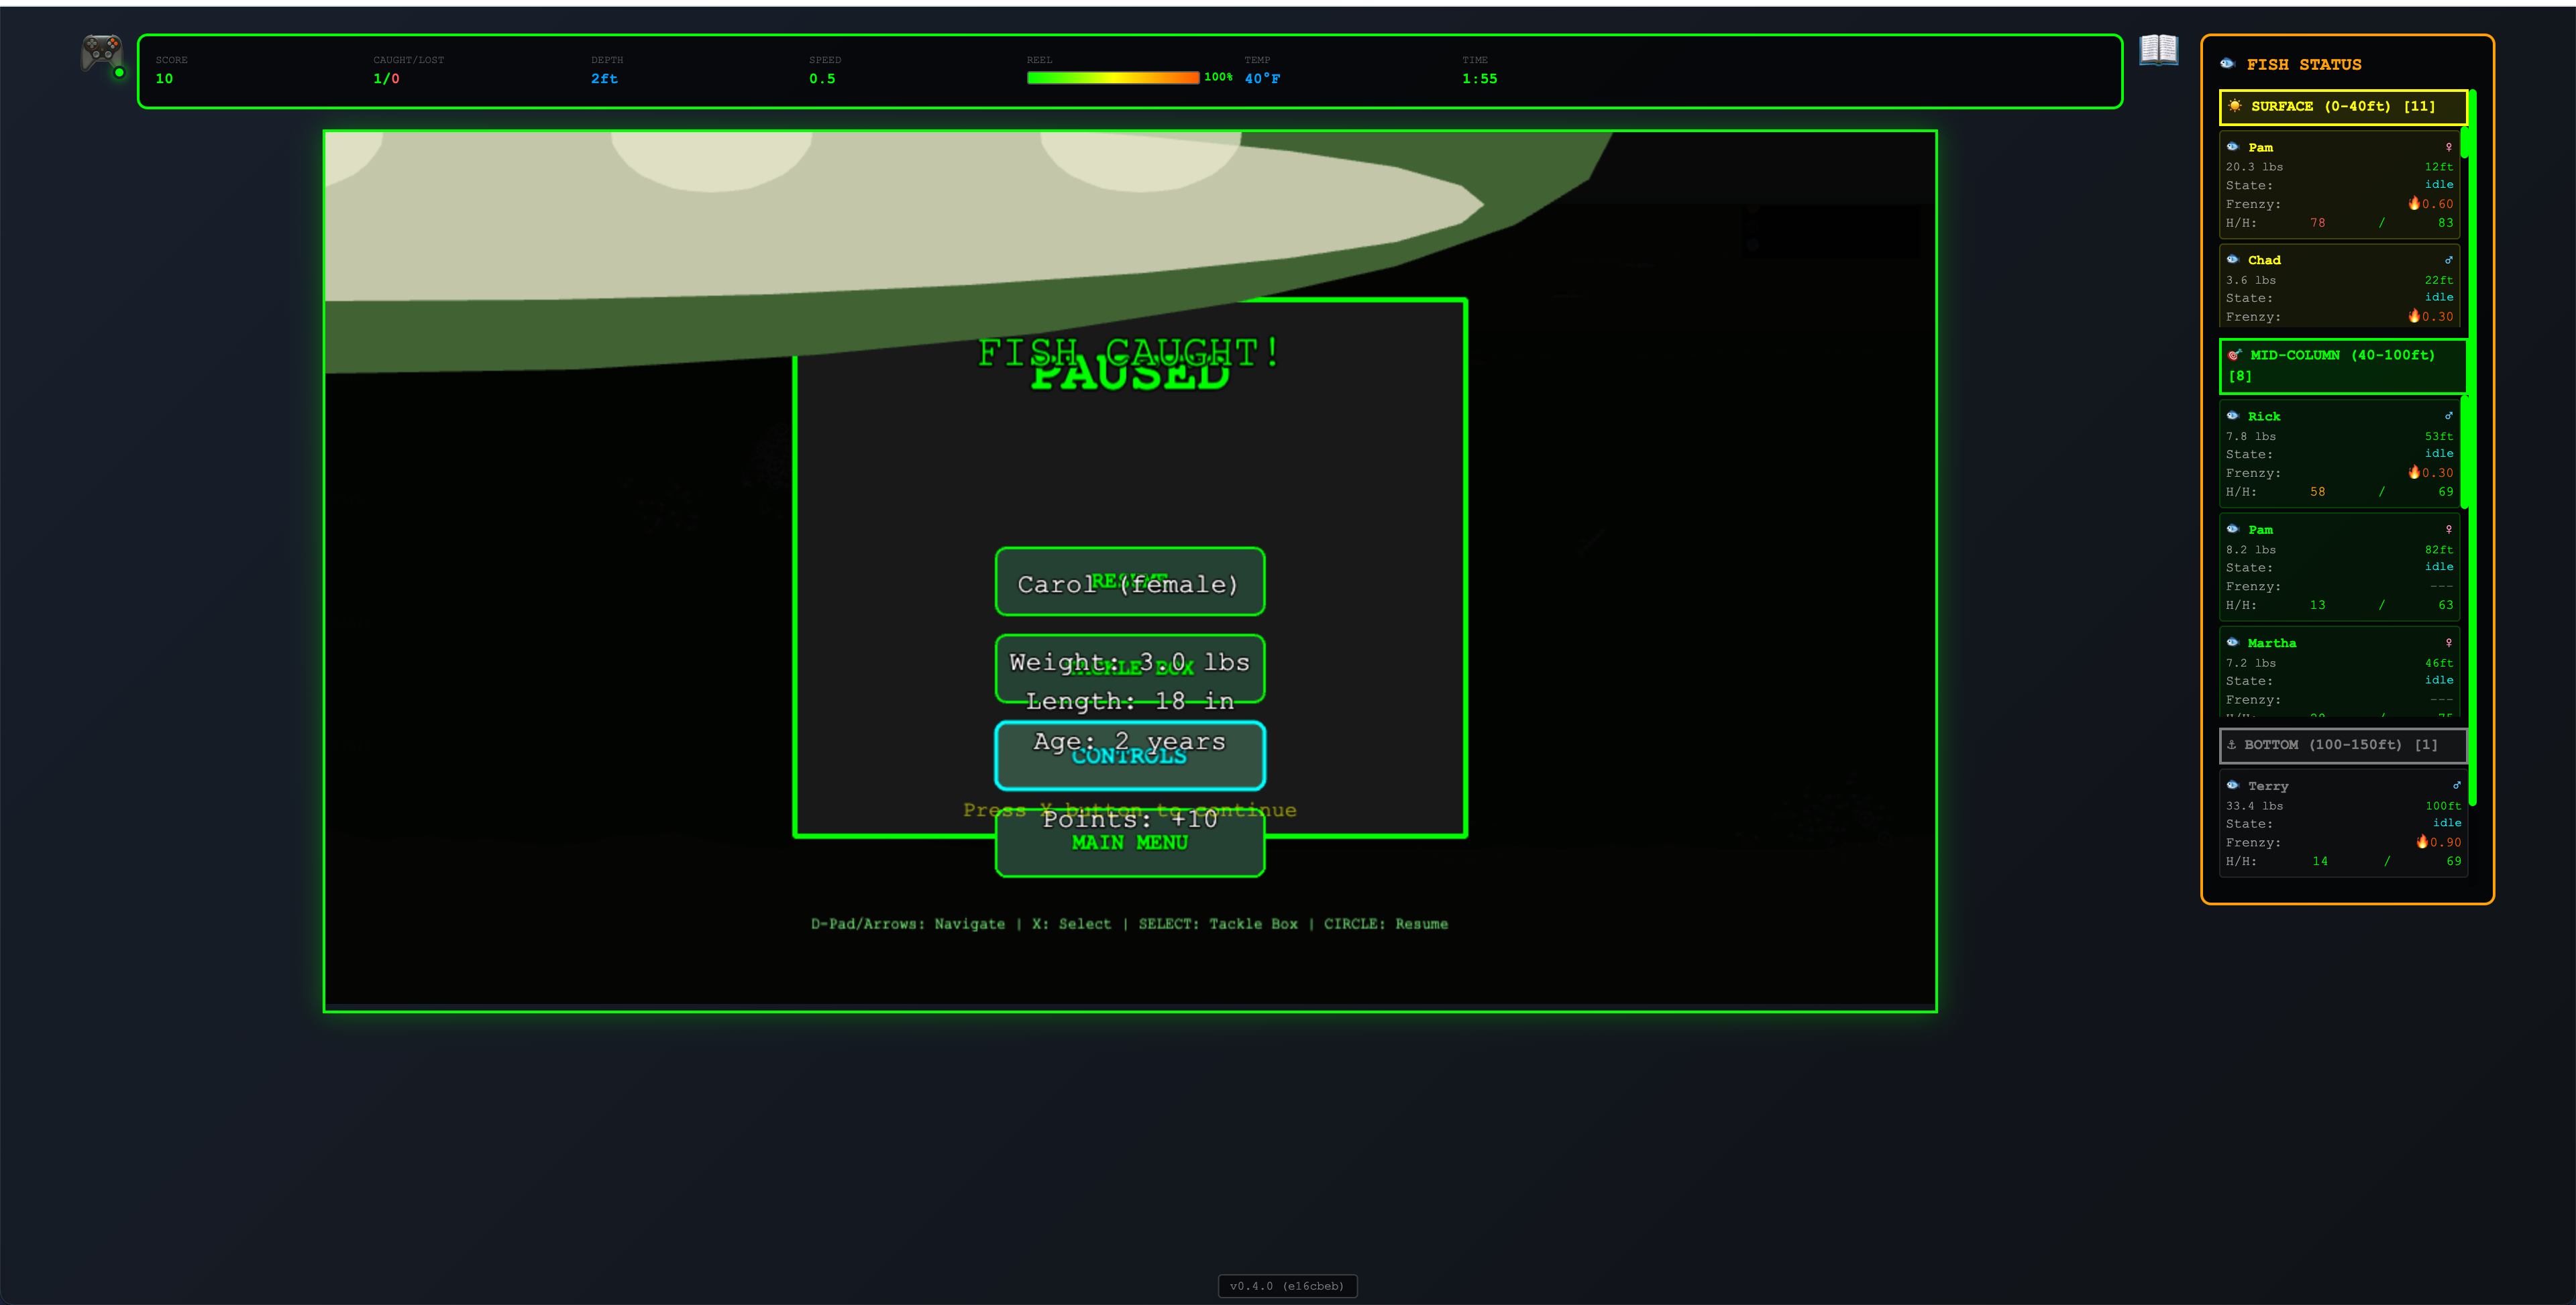 SCORE
10
CAUGHT/LOST
1/0
DEPTH
2ft
SPEED
0.5
REEL
100%
TEMP
40°F
TIME
1:55
FISH CAUGHT!
PAUSED
Carol (female)
Weight: 3.0 lbs
TACKLE BOX
Length: 18 in
Age: 2 years
CONTROLS
Press X button to continue
Points: +10
MAIN MENU
D-Pad/Arrows: Navigate | X: Select | SELECT: Tackle Box | CIRCLE: Resume
FISH STATUS
SURFACE (0-40ft) [11]
Pam ♀
20.3 lbs 12ft
State: idle
Frenzy: 0.60
H/H: 78 / 83
Chad ♂
3.6 lbs 22ft
State: idle
Frenzy: 0.30
MID-COLUMN (40-100ft)
[8]
Rick ♂
7.8 lbs 53ft
State: idle
Frenzy: 0.30
H/H: 58 / 69
Pam ♀
8.2 lbs 82ft
State: idle
Frenzy: ---
H/H: 13 / 63
Martha ♀
7.2 lbs 46ft
State: idle
Frenzy: ---
BOTTOM (100-150ft) [1]
Terry ♂
33.4 lbs 100ft
State: idle
Frenzy: 0.90
H/H: 14 / 69
v0.4.0 (e16cbeb)